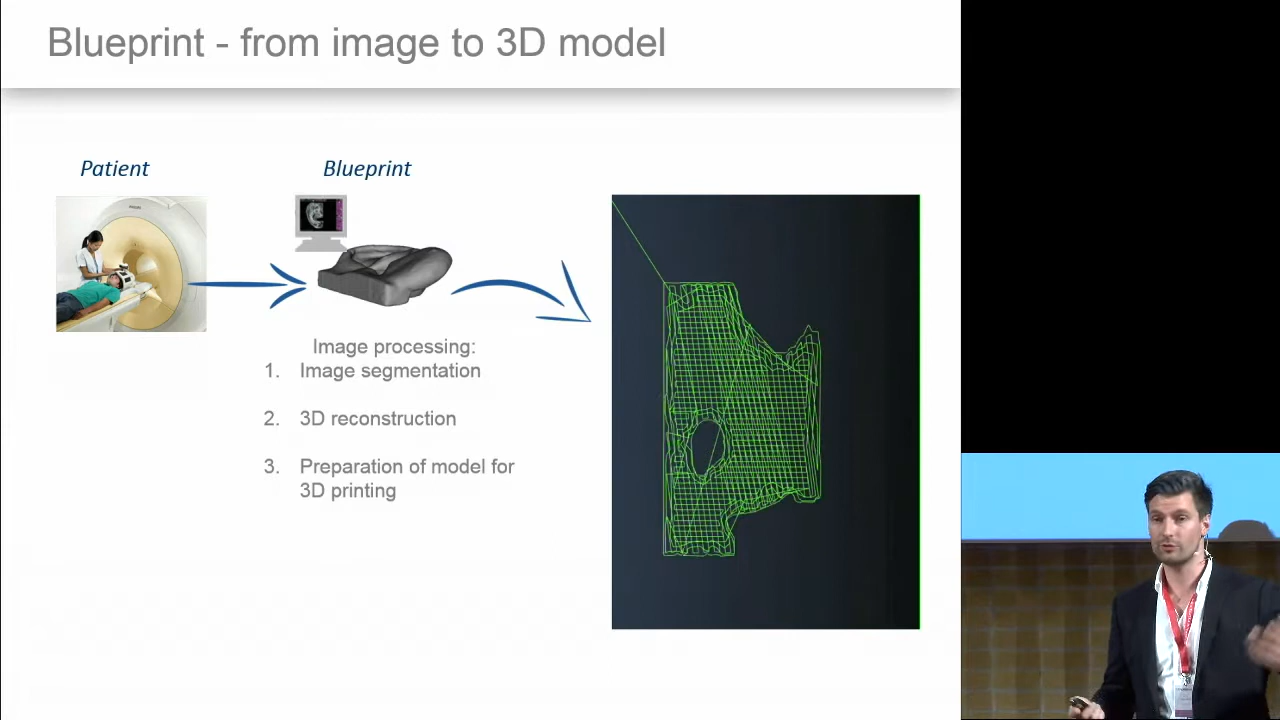 Blueprint - from image to 3D model
Patient
Blueprint
Image processing:
1. Image segmentation
2. 3D reconstruction
3. Preparation of model for
3D printing